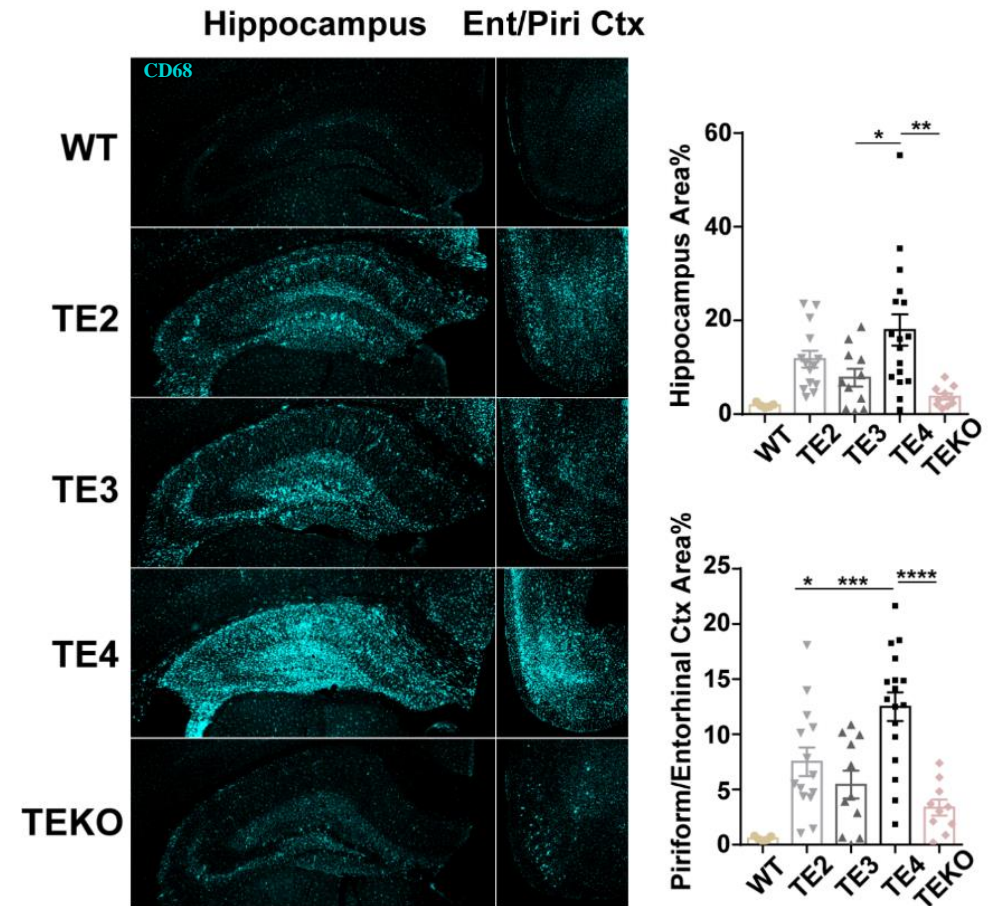 Hippocampus Ent/Piri Ctx
CD68
WT
TE2
TE3
TE4
TEKO
Hippocampus Area%
60
40
20
0
* **
WT TE2 TE3 TE4 TEKO
Piriform/Entorhinal Ctx Area%
25
20
15
10
5
0
* *** ****
WT TE2 TE3 TE4 TEKO